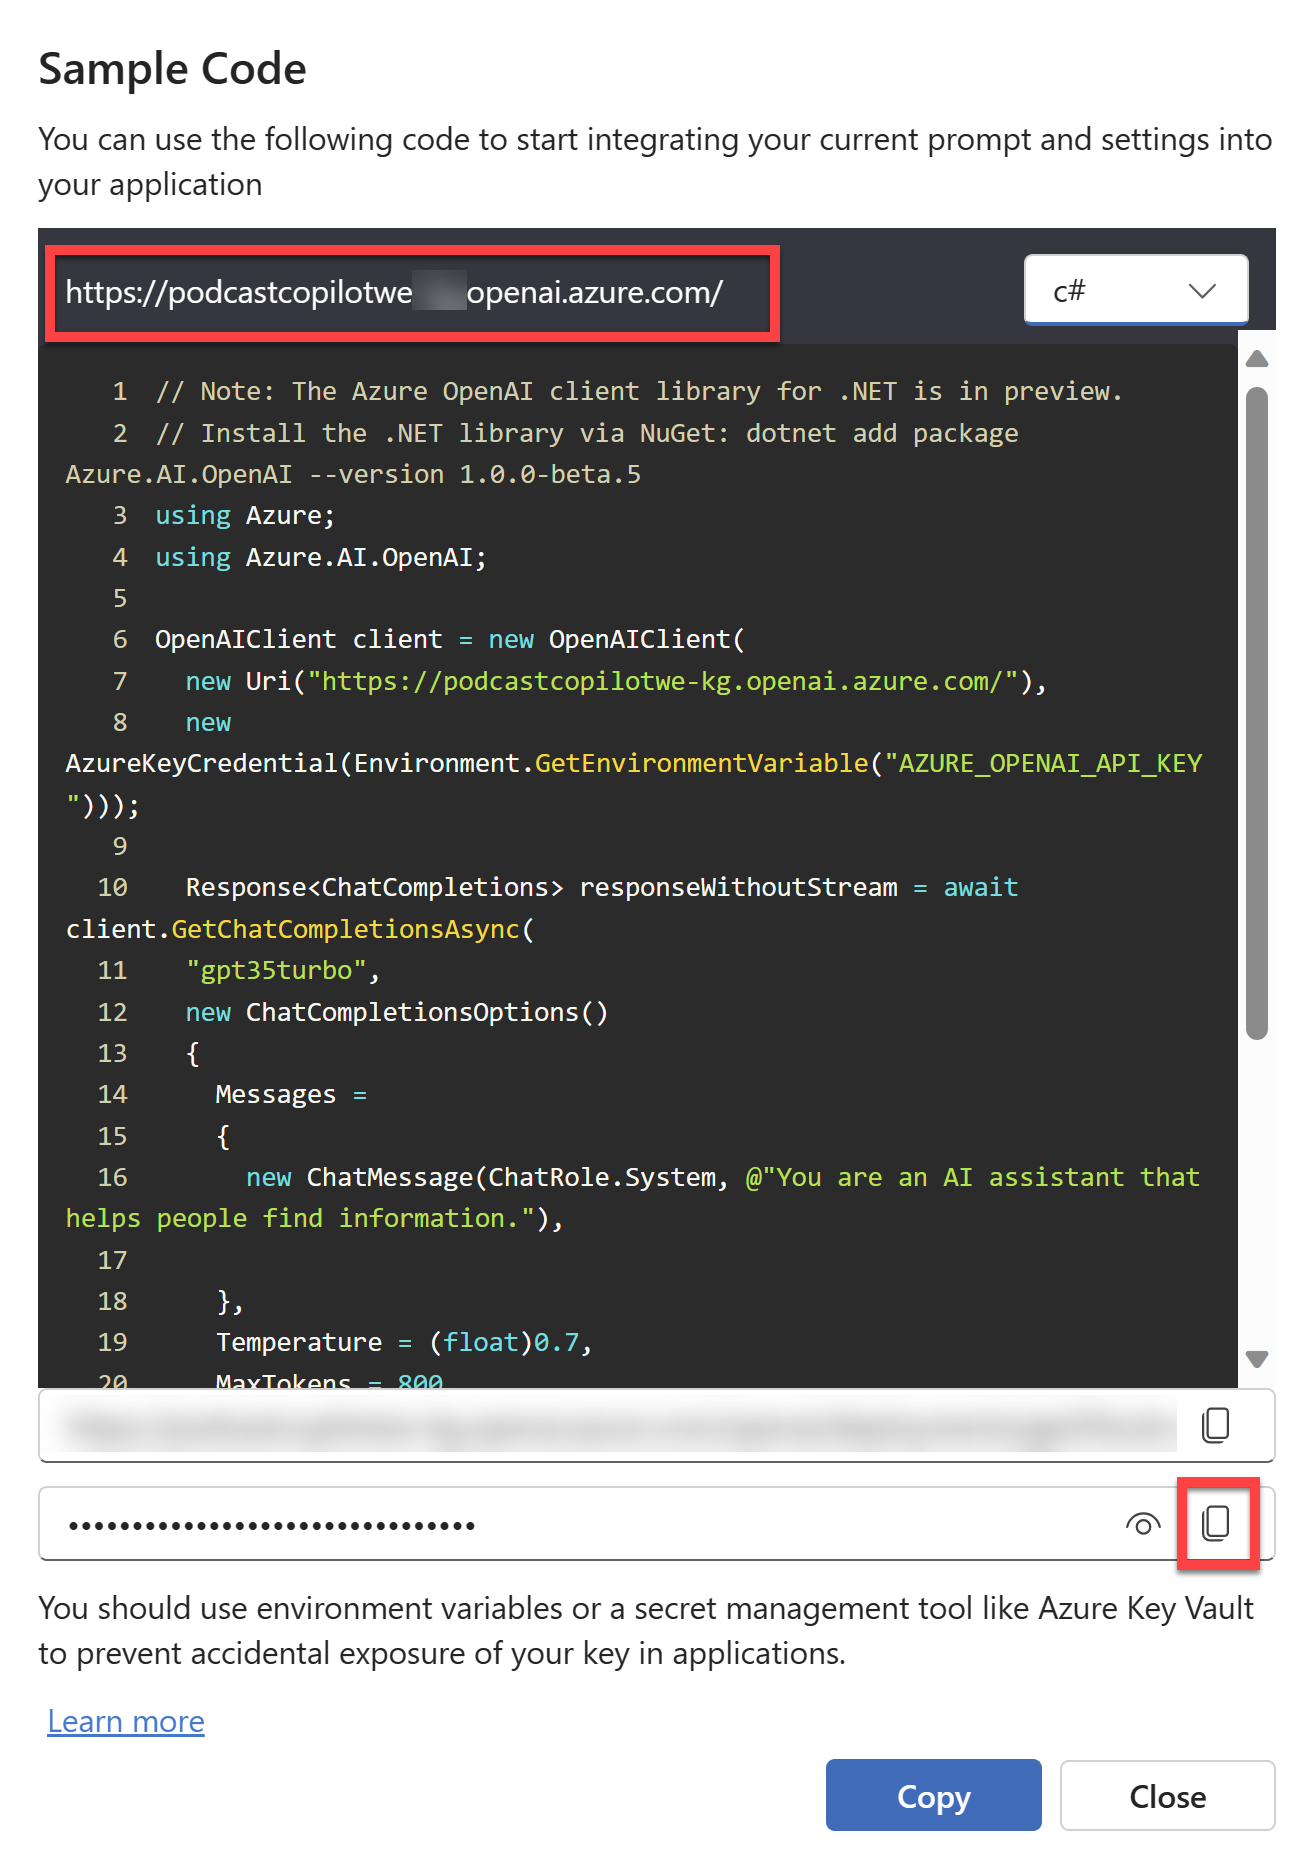 Sample Code
You can use the following code to start integrating your current prompt and settings into
your application
https://podcastcopilotwe openai.azure.com/
c#
1 // Note: The Azure OpenAI client library for .NET is in preview.
2 // Install the .NET library via NuGet: dotnet add package
Azure.AI.OpenAI --version 1.0.0-beta.5
3 using Azure;
4 using Azure.AI.OpenAI;
5
6 OpenAIClient client = new OpenAIClient(
7 new Uri("https://podcastcopilotwe-kg.openai.azure.com/"),
8 new
AzureKeyCredential(Environment.GetEnvironmentVariable("AZURE_OPENAI_API_KEY
")));
9
10 Response<ChatCompletions> responseWithoutStream = await
client.GetChatCompletionsAsync(
11 "gpt35turbo",
12 new ChatCompletionsOptions()
13 {
14 Messages =
15 {
16 new ChatMessage(ChatRole.System, @"You are an AI assistant that
helps people find information."),
17
18 },
19 Temperature = (float)0.7,
20 MaxTokens = 800
••••••••••••••••••••••••••••••••
You should use environment variables or a secret management tool like Azure Key Vault
to prevent accidental exposure of your key in applications.
Learn more
Copy
Close